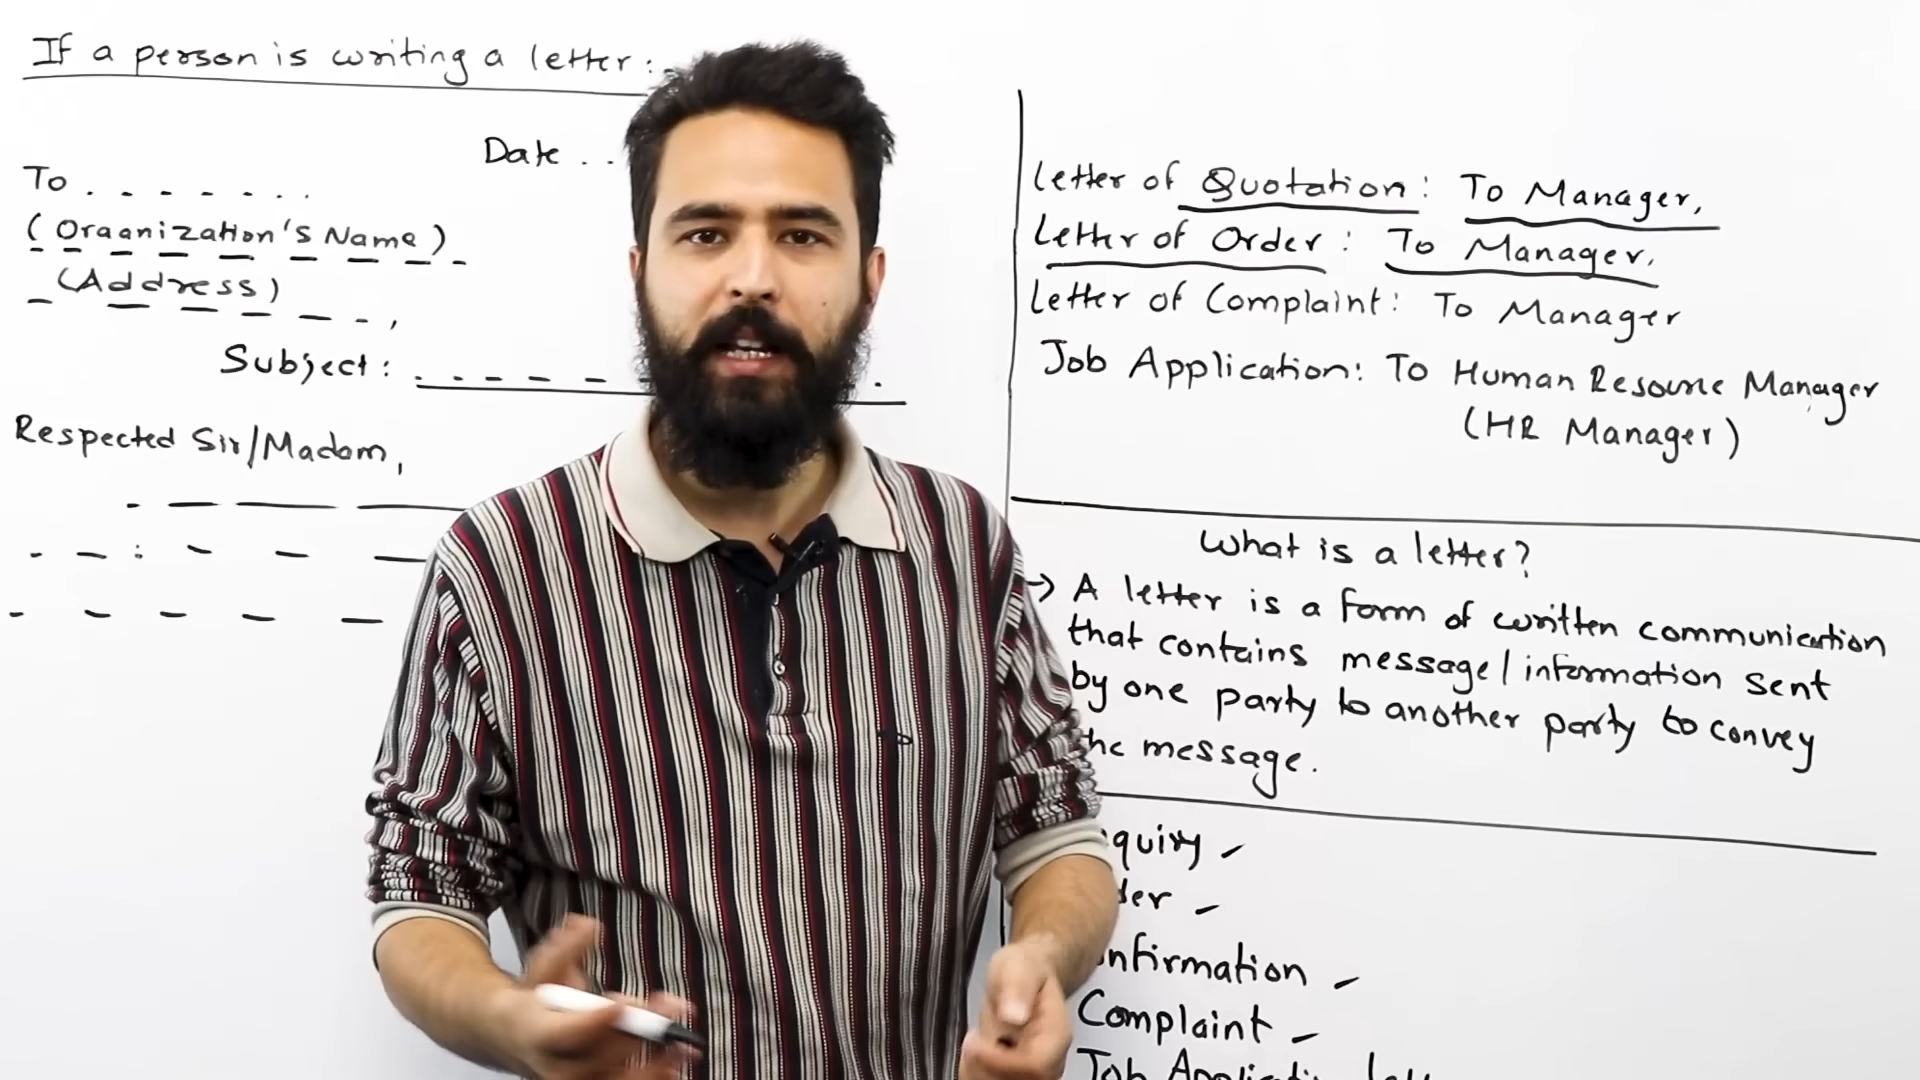 If a person is writing a letter:
Date . .
To . . . . . . .
(Oraanization's Name)
(Address)
Subject:
Respected Sir/Madam,
Letter of Quotation: To Manager,
Letter of Order: To Manager,
Letter of Complaint: To Manager
Job Application: To Human Resource Manager
(HR Manager)
What is a letter?
→ A letter is a form of written communication
that contains message/information sent
by one party to another party to convey
he message.
quiry -
der -
nfirmation -
Complaint -
Job